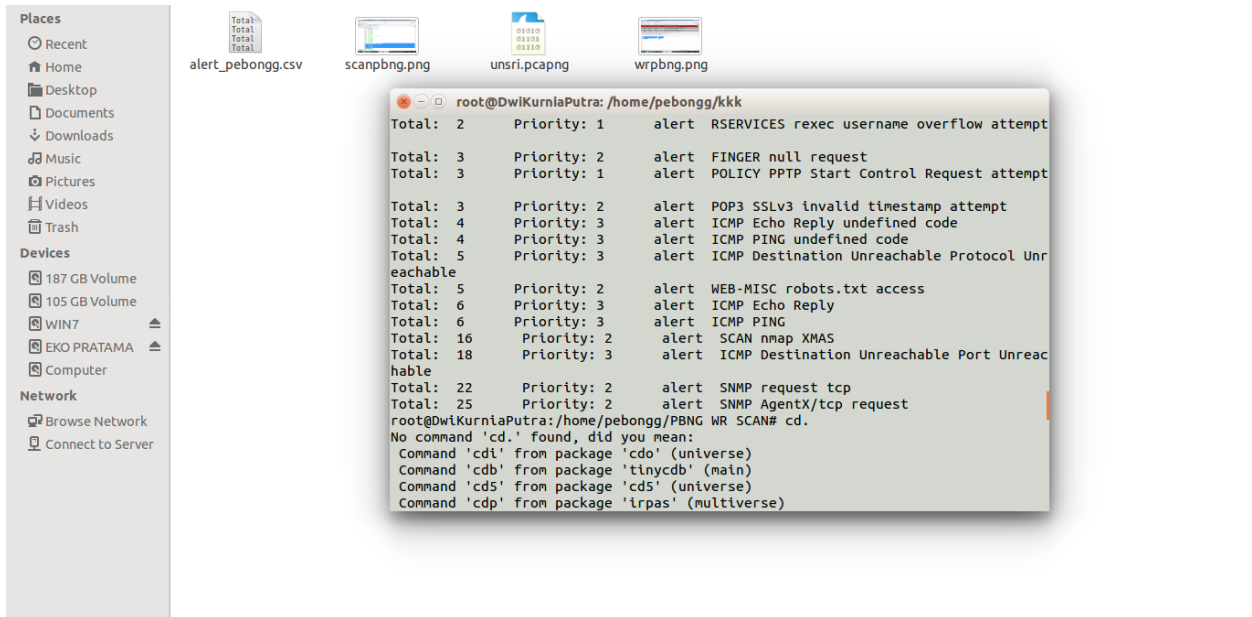 Places
Recent
Home
Desktop
Documents
Downloads
Music
Pictures
Videos
Trash
Devices
187 GB Volume
105 GB Volume
WIN7
EKO PRATAMA
Computer
Network
Browse Network
Connect to Server
Total
Total
Total
Total
alert_pebongg.csv
scanpbng.png
01010
01101
01110
unsri.pcapng
wrpbng.png
root@DwiKurniaPutra: /home/pebongg/kkk
Total:  2      Priority: 1      alert  RSERVICES rexec username overflow attempt
Total:  3      Priority: 2      alert  FINGER null request
Total:  3      Priority: 1      alert  POLICY PPTP Start Control Request attempt
Total:  3      Priority: 2      alert  POP3 SSLv3 invalid timestamp attempt
Total:  4      Priority: 3      alert  ICMP Echo Reply undefined code
Total:  4      Priority: 3      alert  ICMP PING undefined code
Total:  5      Priority: 3      alert  ICMP Destination Unreachable Protocol Unr
eachable
Total:  5      Priority: 2      alert  WEB-MISC robots.txt access
Total:  6      Priority: 3      alert  ICMP Echo Reply
Total:  6      Priority: 3      alert  ICMP PING
Total:  16      Priority: 2      alert  SCAN nmap XMAS
Total:  18      Priority: 3      alert  ICMP Destination Unreachable Port Unreac
hable
Total:  22      Priority: 2      alert  SNMP request tcp
Total:  25      Priority: 2      alert  SNMP AgentX/tcp request
root@DwiKurniaPutra:/home/pebongg/PBNG WR SCAN# cd.
No command 'cd.' found, did you mean:
 Command 'cdi' from package 'cdo' (universe)
 Command 'cdb' from package 'tinycdb' (main)
 Command 'cd5' from package 'cd5' (universe)
 Command 'cdp' from package 'irpas' (multiverse)